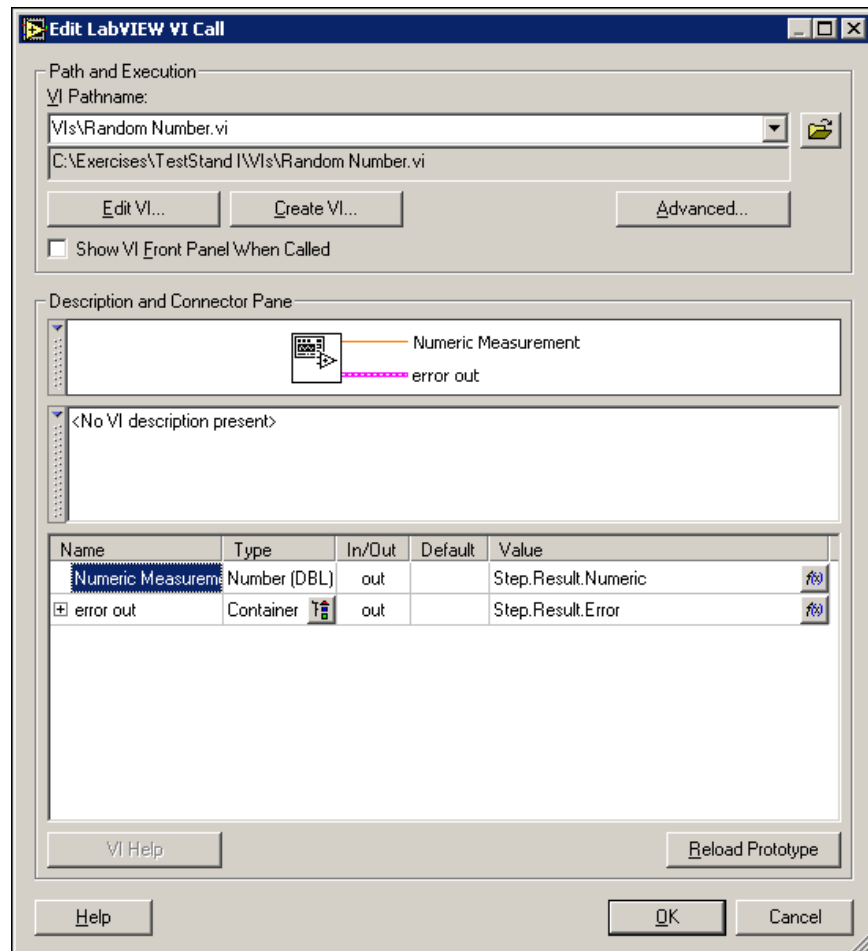 Edit LabVIEW VI Call
Path and Execution
VI Pathname:
VIs\Random Number.vi
C:\Exercises\TestStand I\VIs\Random Number.vi
Edit VI... Create VI... Advanced...
Show VI Front Panel When Called
Description and Connector Pane
Numeric Measurement
error out
<No VI description present>
Name Type In/Out Default Value
Numeric Measurem Number (DBL) out Step.Result.Numeric f(x)
error out Container out Step.Result.Error f(x)
VI Help Reload Prototype
Help OK Cancel